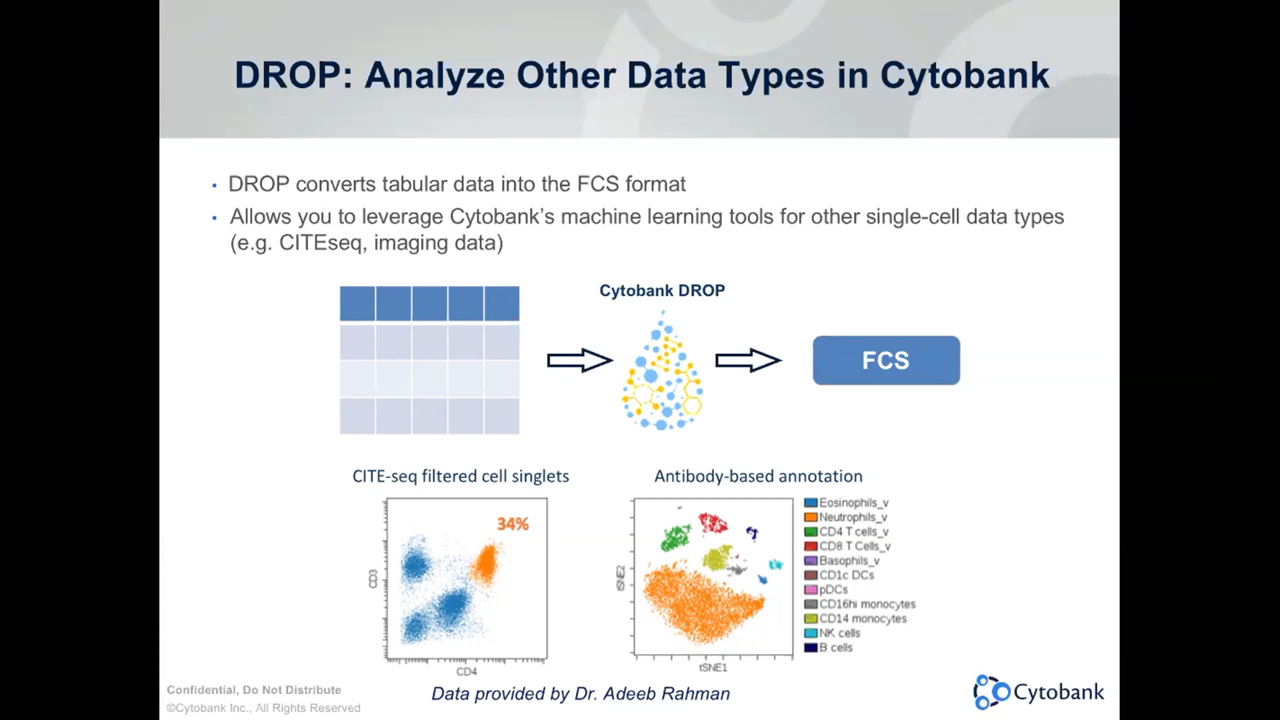 DROP: Analyze Other Data Types in Cytobank
• DROP converts tabular data into the FCS format
• Allows you to leverage Cytobank’s machine learning tools for other single-cell data types
(e.g. CITEseq, imaging data)
Cytobank DROP
FCS
CITE-seq filtered cell singlets
Antibody-based annotation
34%
CD3
CD4
tSNE2
tSNE1
Eosinophils_v
Neutrophils_v
CD4 T cells_v
CD8 T Cells_v
Basophils_v
CD1c DCs
pDCs
CD16hi monocytes
CD14 monocytes
NK cells
B cells
Confidential, Do Not Distribute
©Cytobank Inc., All Rights Reserved
Data provided by Dr. Adeeb Rahman
Cytobank